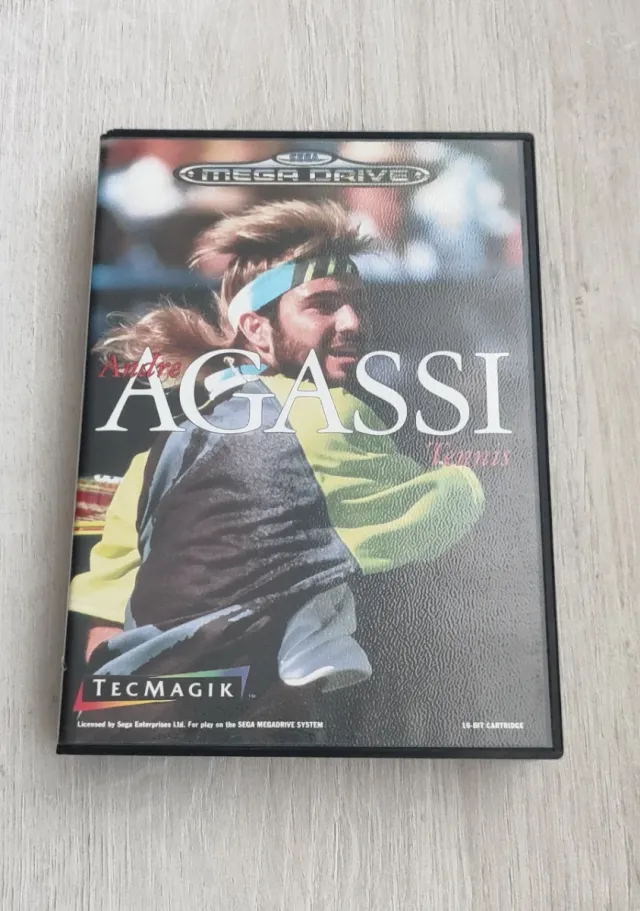 SEGA
MEGA DRIVE
Andre
AGASSI
Tennis
TECMAGIK™
Licensed by Sega Enterprises Ltd. For play on the SEGA MEGADRIVE SYSTEM
16-BIT CARTRIDGE